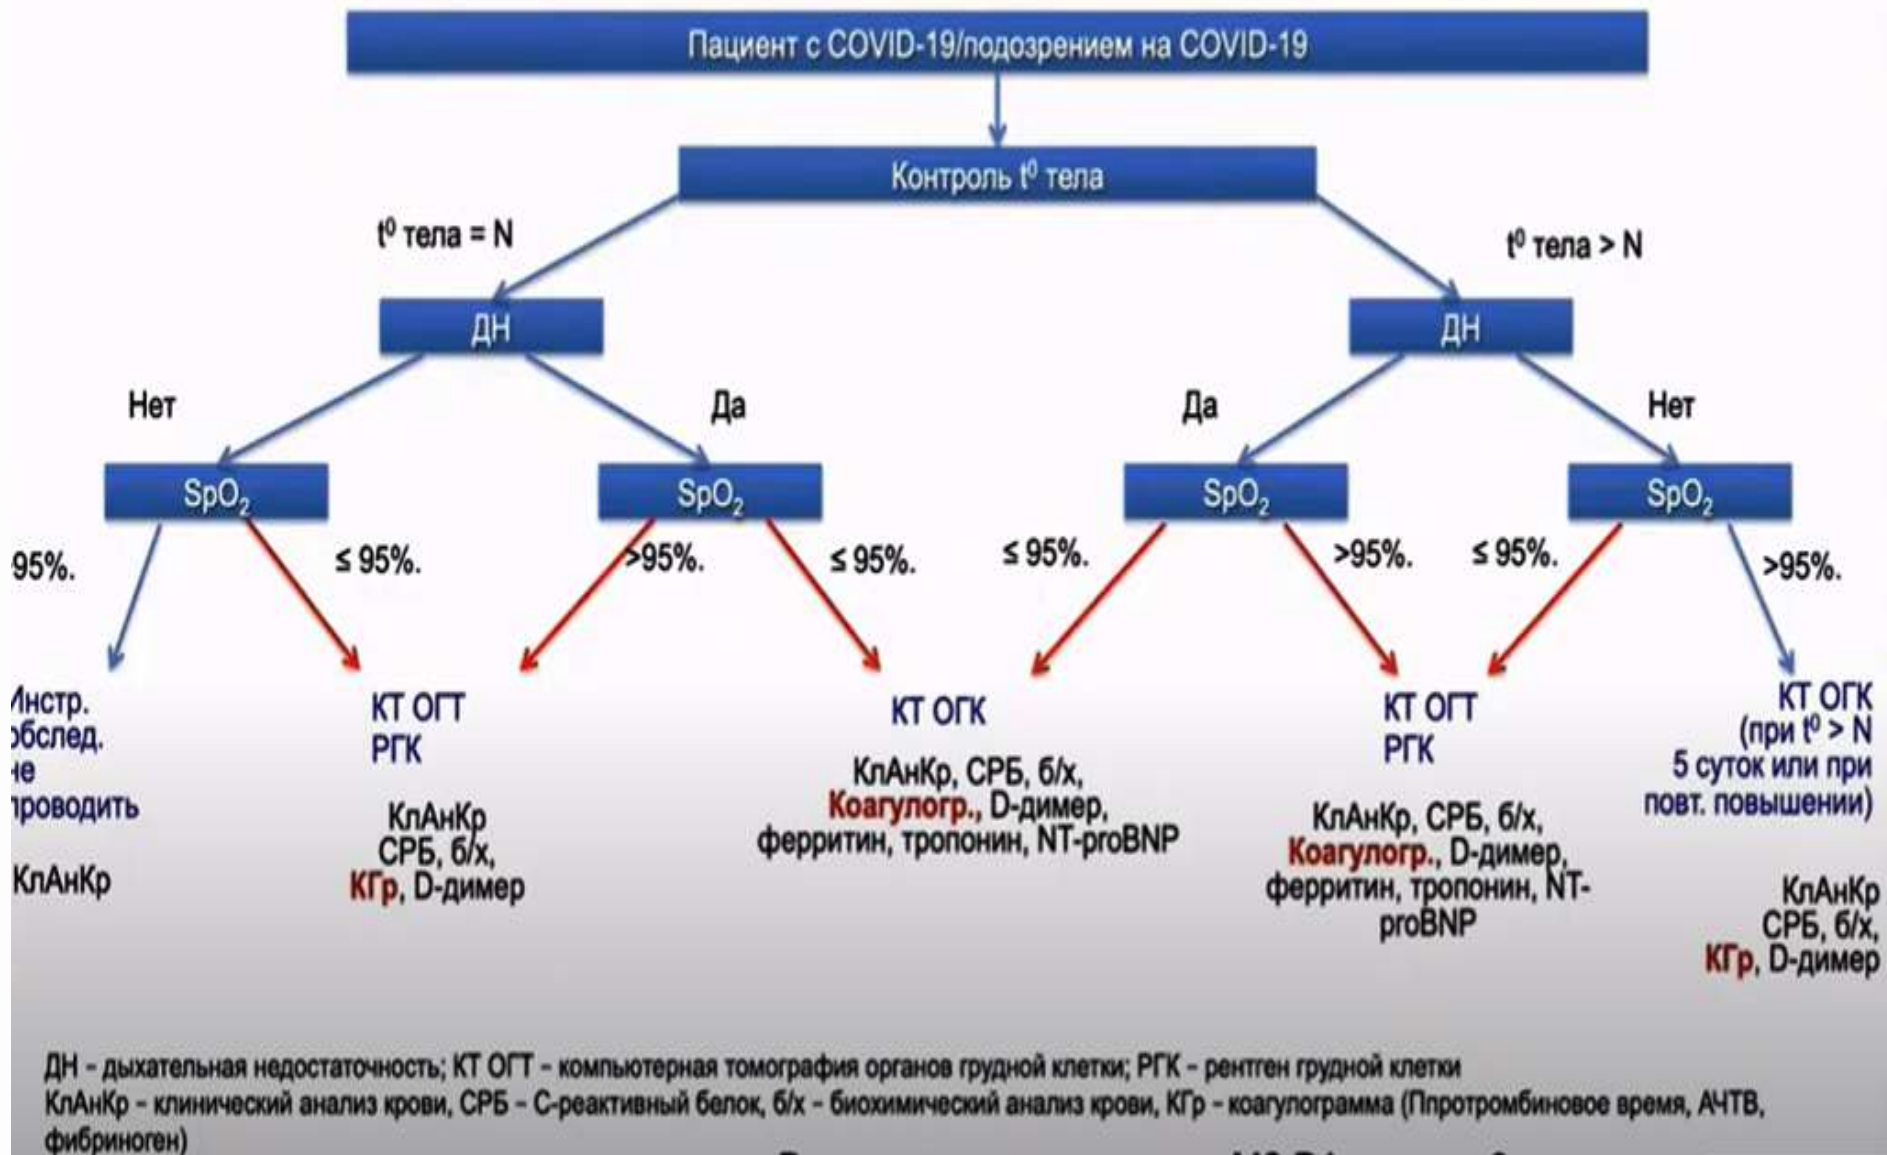 Пациент с COVID-19/подозрением на COVID-19
Контроль t⁰ тела
t⁰ тела = N
t⁰ тела > N
ДН
ДН
Нет
Да
Да
Нет
SpO₂
SpO₂
SpO₂
SpO₂
95%.
≤ 95%.
>95%.
≤ 95%.
≤ 95%.
>95%.
≤ 95%.
>95%.
Инстр.
обслед.
не
проводить
КлАнКр
КТ ОГТ
РГК
КлАнКр
СРБ, б/х,
КГр, D-димер
КТ ОГК
КлАнКр, СРБ, б/х,
Коагулогр., D-димер,
ферритин, тропонин, NT-proBNP
КТ ОГТ
РГК
КлАнКр, СРБ, б/х,
Коагулогр., D-димер,
ферритин, тропонин, NT-
proBNP
КТ ОГК
(при t⁰ > N
5 суток или при
повт. повышении)
КлАнКр
СРБ, б/х,
КГр, D-димер
ДН – дыхательная недостаточность; КТ ОГТ – компьютерная томография органов грудной клетки; РГК – рентген грудной клетки
КлАнКр – клинический анализ крови, СРБ – С-реактивный белок, б/х – биохимический анализ крови, КГр – коагулограмма (Ппротромбиновое время, АЧТВ,
фибриноген)